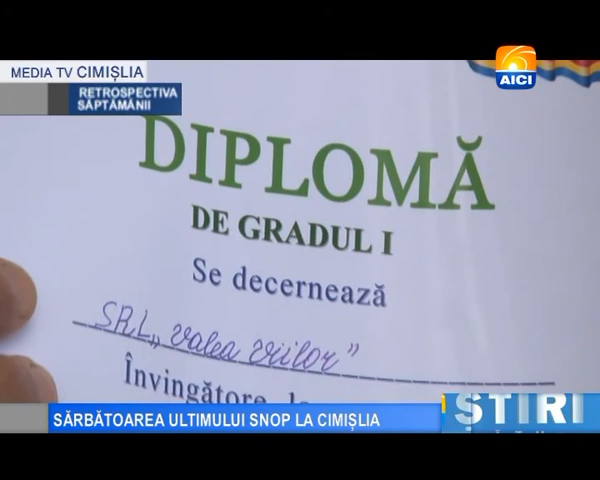 AICI
MEDIA TV CIMIȘLIA
RETROSPECTIVA
SĂPTĂMÂNII
DIPLOMĂ
DE GRADUL I
Se decernează
SRL „Valea Viilor”
Învingătore
SĂRBĂTOAREA ULTIMULUI SNOP LA CIMIȘLIA
ȘTIRI